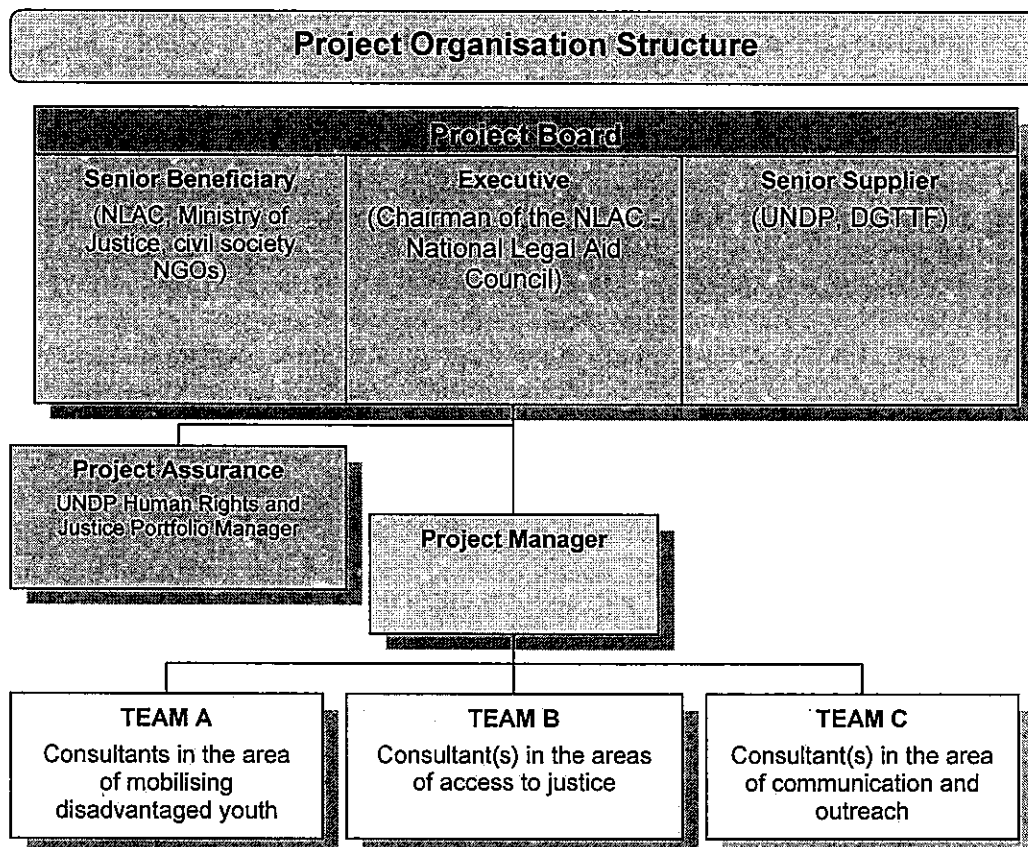 Project Organisation Structure
Project Board
Senior Beneficiary
(NLAC, Ministry of
Justice, civil society
NGOs)
Executive
(Chairman of the NLAC -
National Legal Aid
Council)
Senior Supplier
(UNDP, DGTTF)
Project Assurance
UNDP Human Rights and
Justice Portfolio Manager
Project Manager
TEAM A
Consultants in the area
of mobilising
disadvantaged youth
TEAM B
Consultant(s) in the areas
of access to justice
TEAM C
Consultant(s) in the area
of communication and
outreach